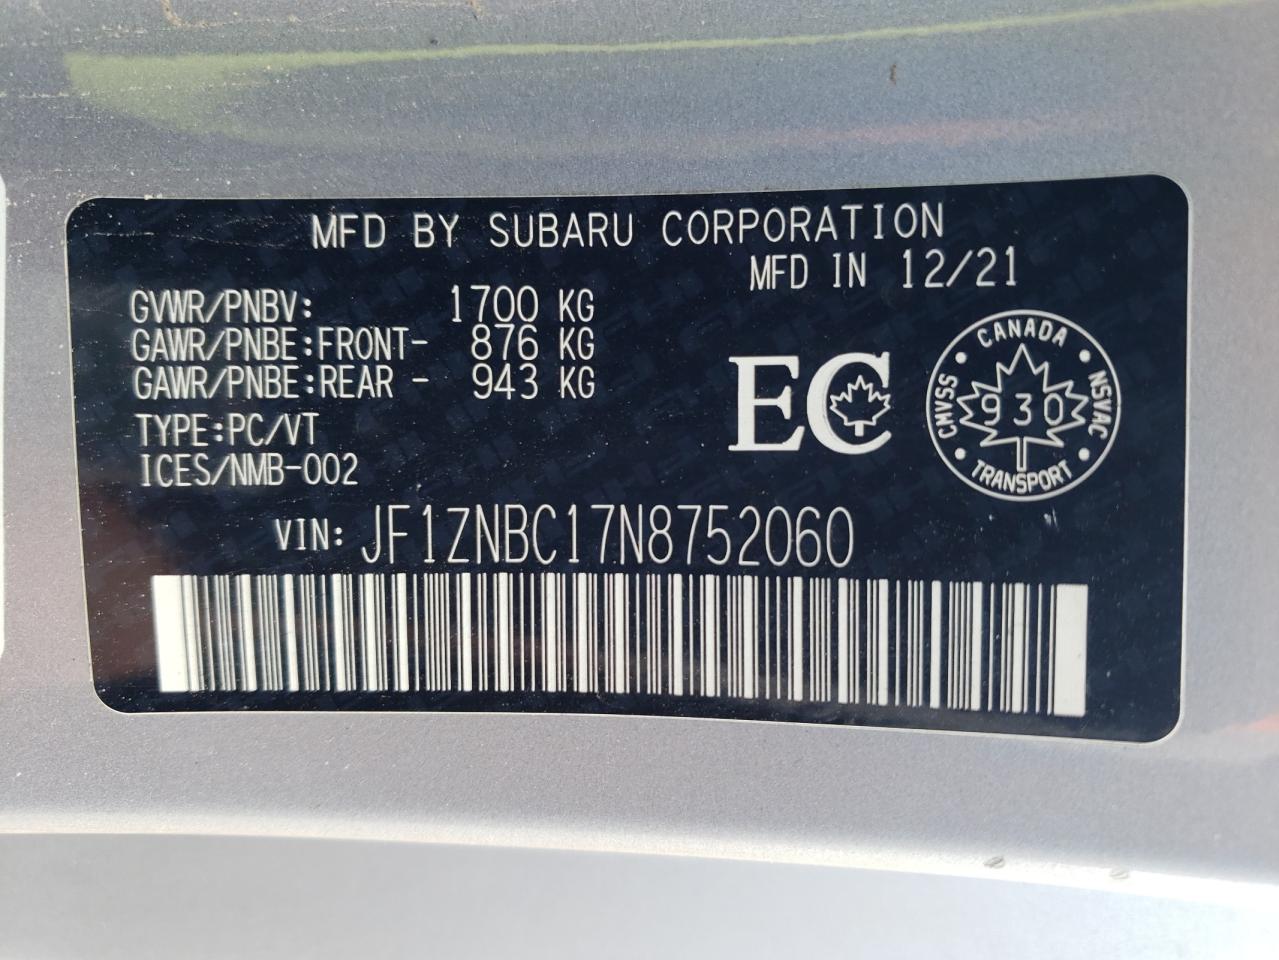 MFD BY SUBARU CORPORATION
MFD IN 12/21
GVWR/PNBV: 1700 KG
GAWR/PNBE:FRONT- 876 KG
GAWR/PNBE:REAR - 943 KG
TYPE:PC/VT
ICES/NMB-002
EC
CANADA
CMVSS 930 NSVAC
TRANSPORT
VIN: JF1ZNBC17N8752060